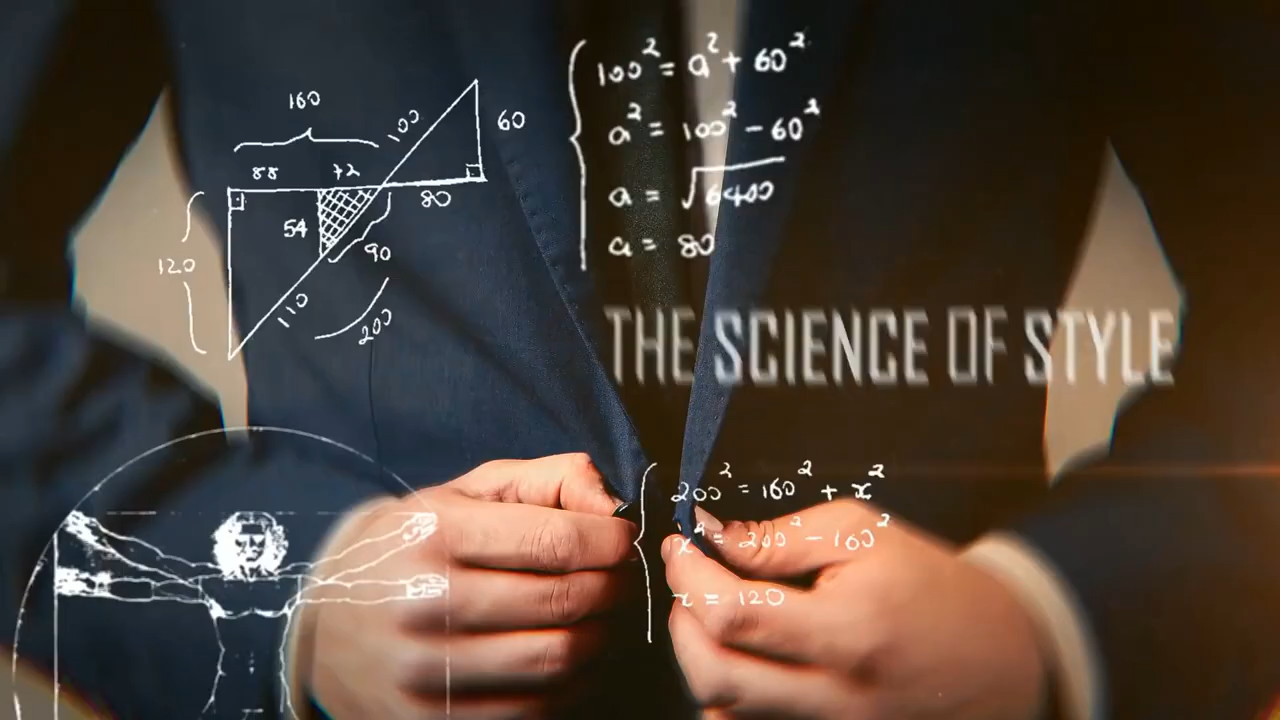 160
100
60
88 72
80
54
90
120
110
200
100² = a² + 60²
a² = 100² - 60²
a = √6400
a = 80
THE SCIENCE OF STYLE
200² = 160² + x²
x² = 200² - 160²
x = 120